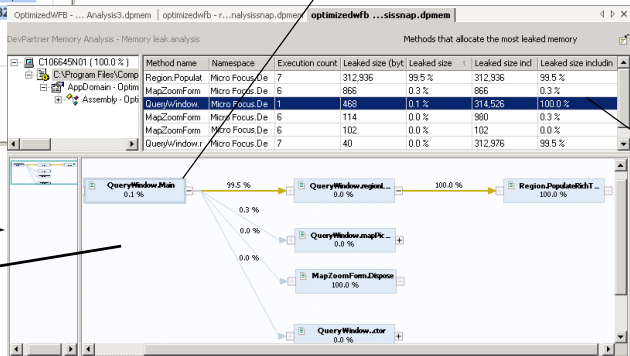 OptimizedWFB - ... Analysis3.dpmem | optimizedwfb - r...nalysissnap.dpmem | optimizedwfb ...sissnap.dpmem
DevPartner Memory Analysis - Memory leak analysis
Methods that allocate the most leaked memory
C106645N01 ( 100.0 % )
C:\Program Files\Comp
AppDomain - Optim
Assembly - Opti
Method name Namespace Execution count Leaked size (byt Leaked size Leaked size incl Leaked size includin
Region.Populat Micro Focus.De 7 312,936 99.5 % 312,936 99.5 %
MapZoomForm Micro Focus.De 6 866 0.3 % 866 0.3 %
QueryWindow. Micro Focus.De 1 468 0.1 % 314,526 100.0 %
MapZoomForm Micro Focus.De 6 114 0.0 % 980 0.3 %
MapZoomForm Micro Focus.De 6 102 0.0 % 102 0.0 %
QueryWindow.r Micro Focus.De 7 40 0.0 % 312,976 99.5 %
QueryWindow.Main
0.1 %
99.5 %
QueryWindow.regionL...
0.0 %
100.0 %
Region.PopulateRichT...
100.0 %
0.3 %
0.0 %
0.0 %
QueryWindow.mapPic...
0.0 %
MapZoomForm.Dispose
100.0 %
QueryWindow..ctor
0.0 %